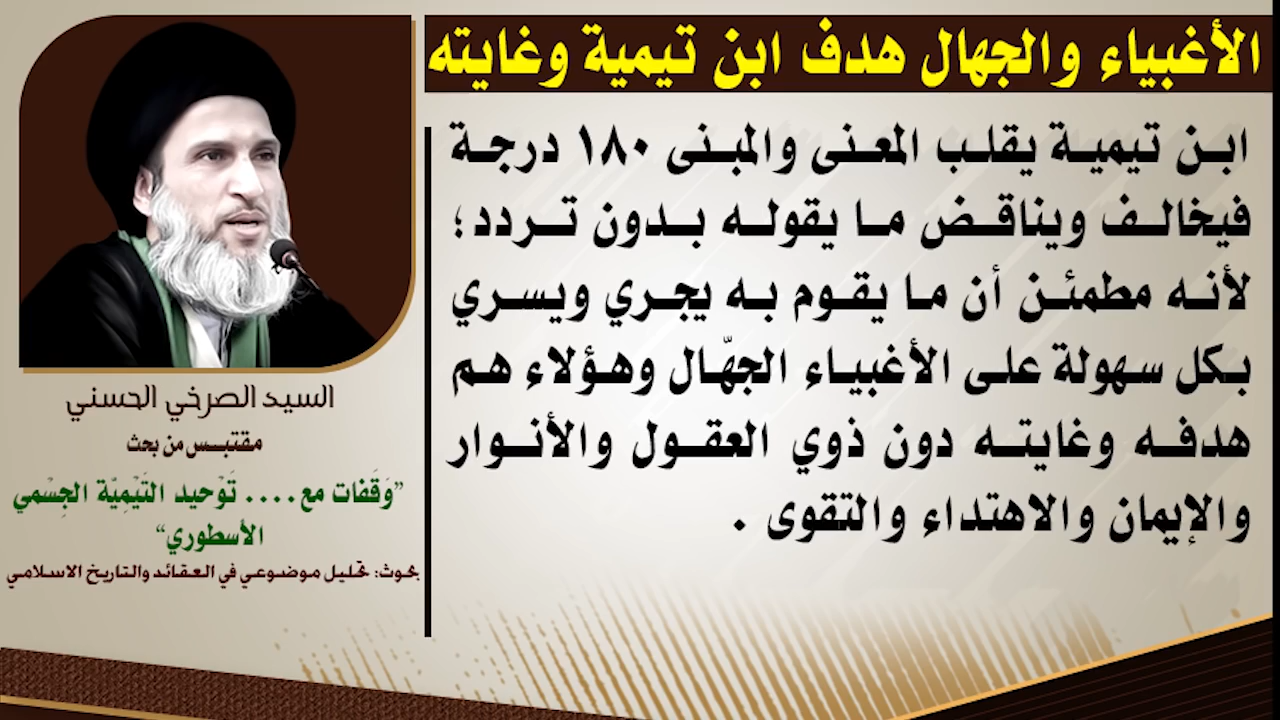 الأغبياء والجهال هدف ابن تيمية وغايته
ابن تيمية يقلب المعنى والمبنى ١٨٠ درجة
فيخالف ويناقض ما يقوله بدون تردد؛
لأنه مطمئن أن ما يقوم به يجري ويسري
بكل سهولة على الأغبياء الجهّال وهؤلاء هم
هدفه وغايته دون ذوي العقول والأنوار
والإيمان والاهتداء والتقوى .
السيد الصرخي الحسني
مقتبس من بحث
”وَقَفات مع.... تَوْحيد التَيْمِيّة الجِسْمي
الأسطوري“
بحوث: تحليل موضوعي في العقائد والتاريخ الاسلامي